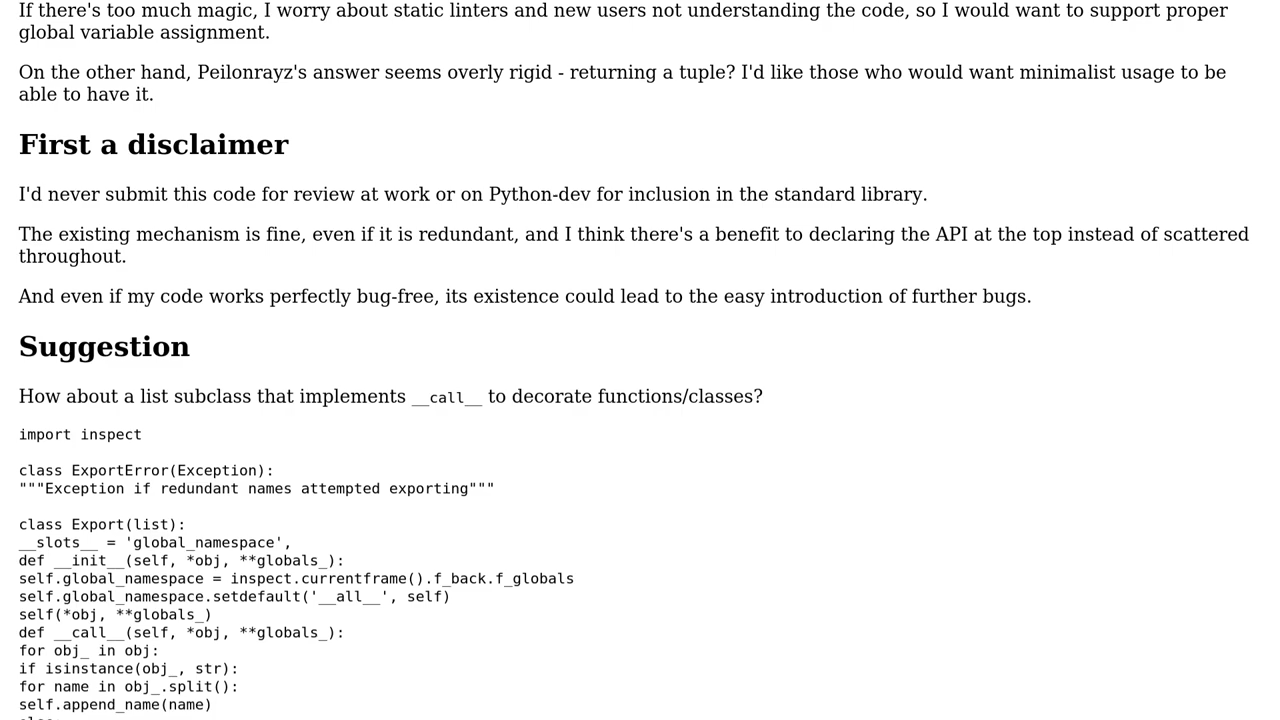 If there's too much magic, I worry about static linters and new users not understanding the code, so I would want to support proper
global variable assignment.
On the other hand, Peilonrayz's answer seems overly rigid - returning a tuple? I'd like those who would want minimalist usage to be
able to have it.
First a disclaimer
I'd never submit this code for review at work or on Python-dev for inclusion in the standard library.
The existing mechanism is fine, even if it is redundant, and I think there's a benefit to declaring the API at the top instead of scattered
throughout.
And even if my code works perfectly bug-free, its existence could lead to the easy introduction of further bugs.
Suggestion
How about a list subclass that implements __call__ to decorate functions/classes?
import inspect
class ExportError(Exception):
"""Exception if redundant names attempted exporting"""
class Export(list):
__slots__ = 'global_namespace',
def __init__(self, *obj, **globals_):
self.global_namespace = inspect.currentframe().f_back.f_globals
self.global_namespace.setdefault('__all__', self)
self(*obj, **globals_)
def __call__(self, *obj, **globals_):
for obj_ in obj:
if isinstance(obj_, str):
for name in obj_.split():
self.append_name(name)